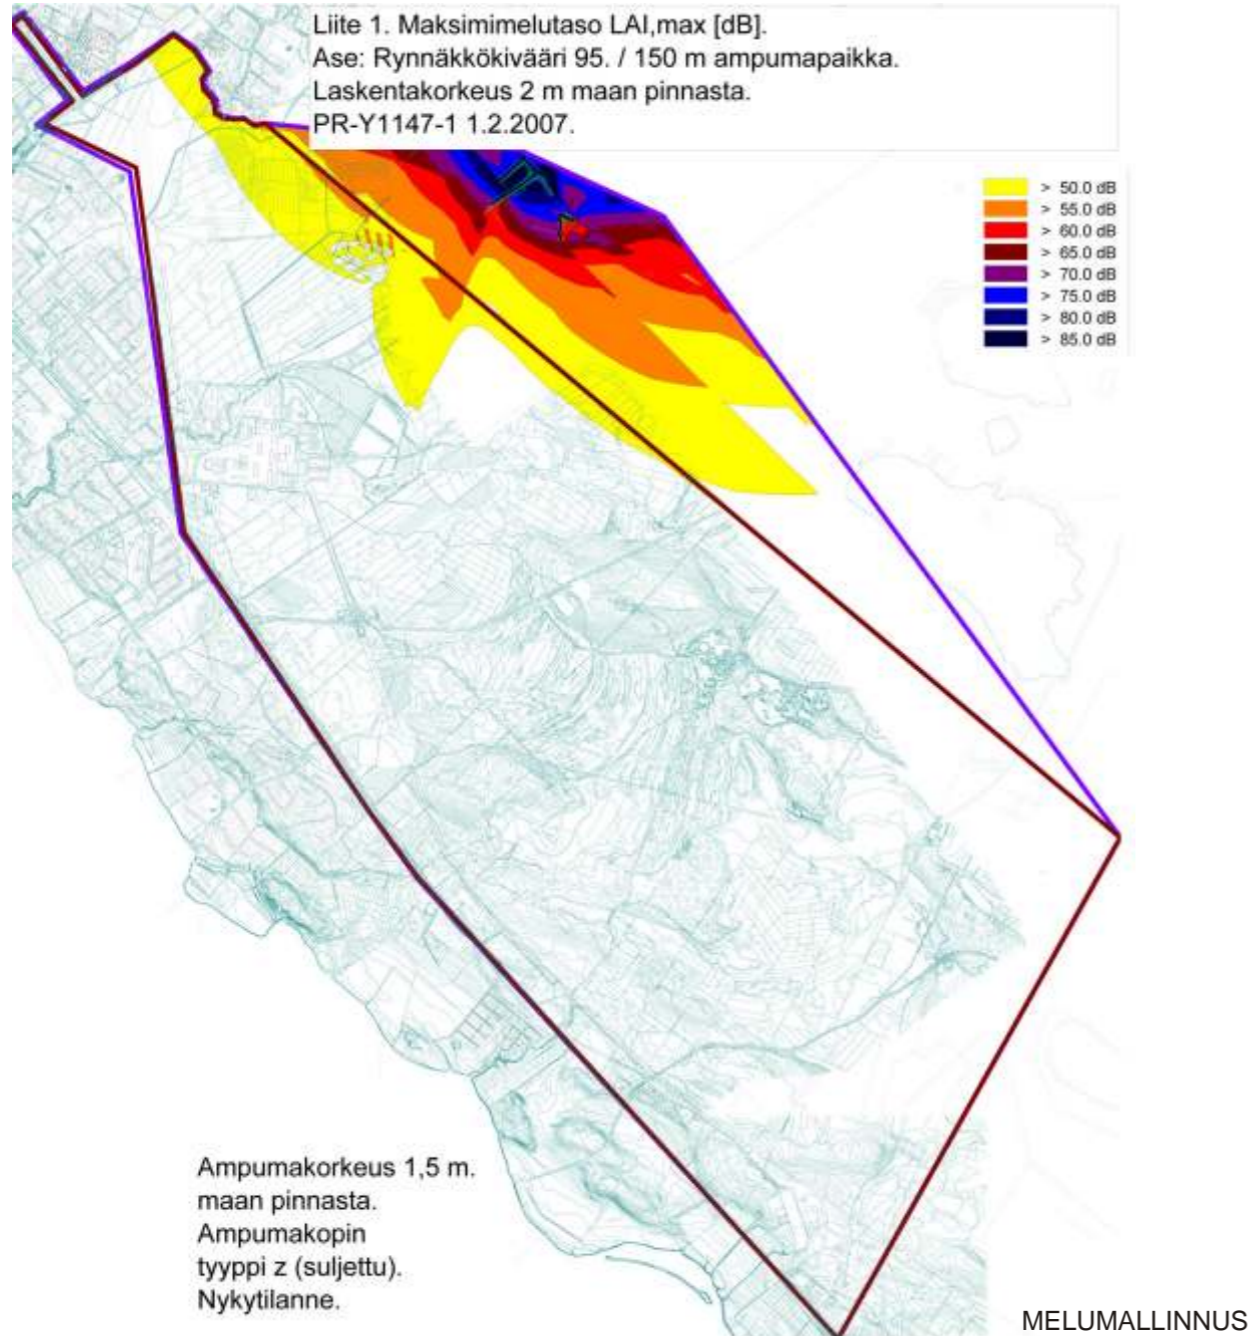 Liite 1. Maksimimelutaso LAI,max [dB].
Ase: Rynnäkkökivääri 95. / 150 m ampumapaikka.
Laskentakorkeus 2 m maan pinnasta.
PR-Y1147-1 1.2.2007.
> 50.0 dB
> 55.0 dB
> 60.0 dB
> 65.0 dB
> 70.0 dB
> 75.0 dB
> 80.0 dB
> 85.0 dB
Ampumakorkeus 1,5 m.
maan pinnasta.
Ampumakopin
tyyppi z (suljettu).
Nykytilanne.
MELUMALLINNUS